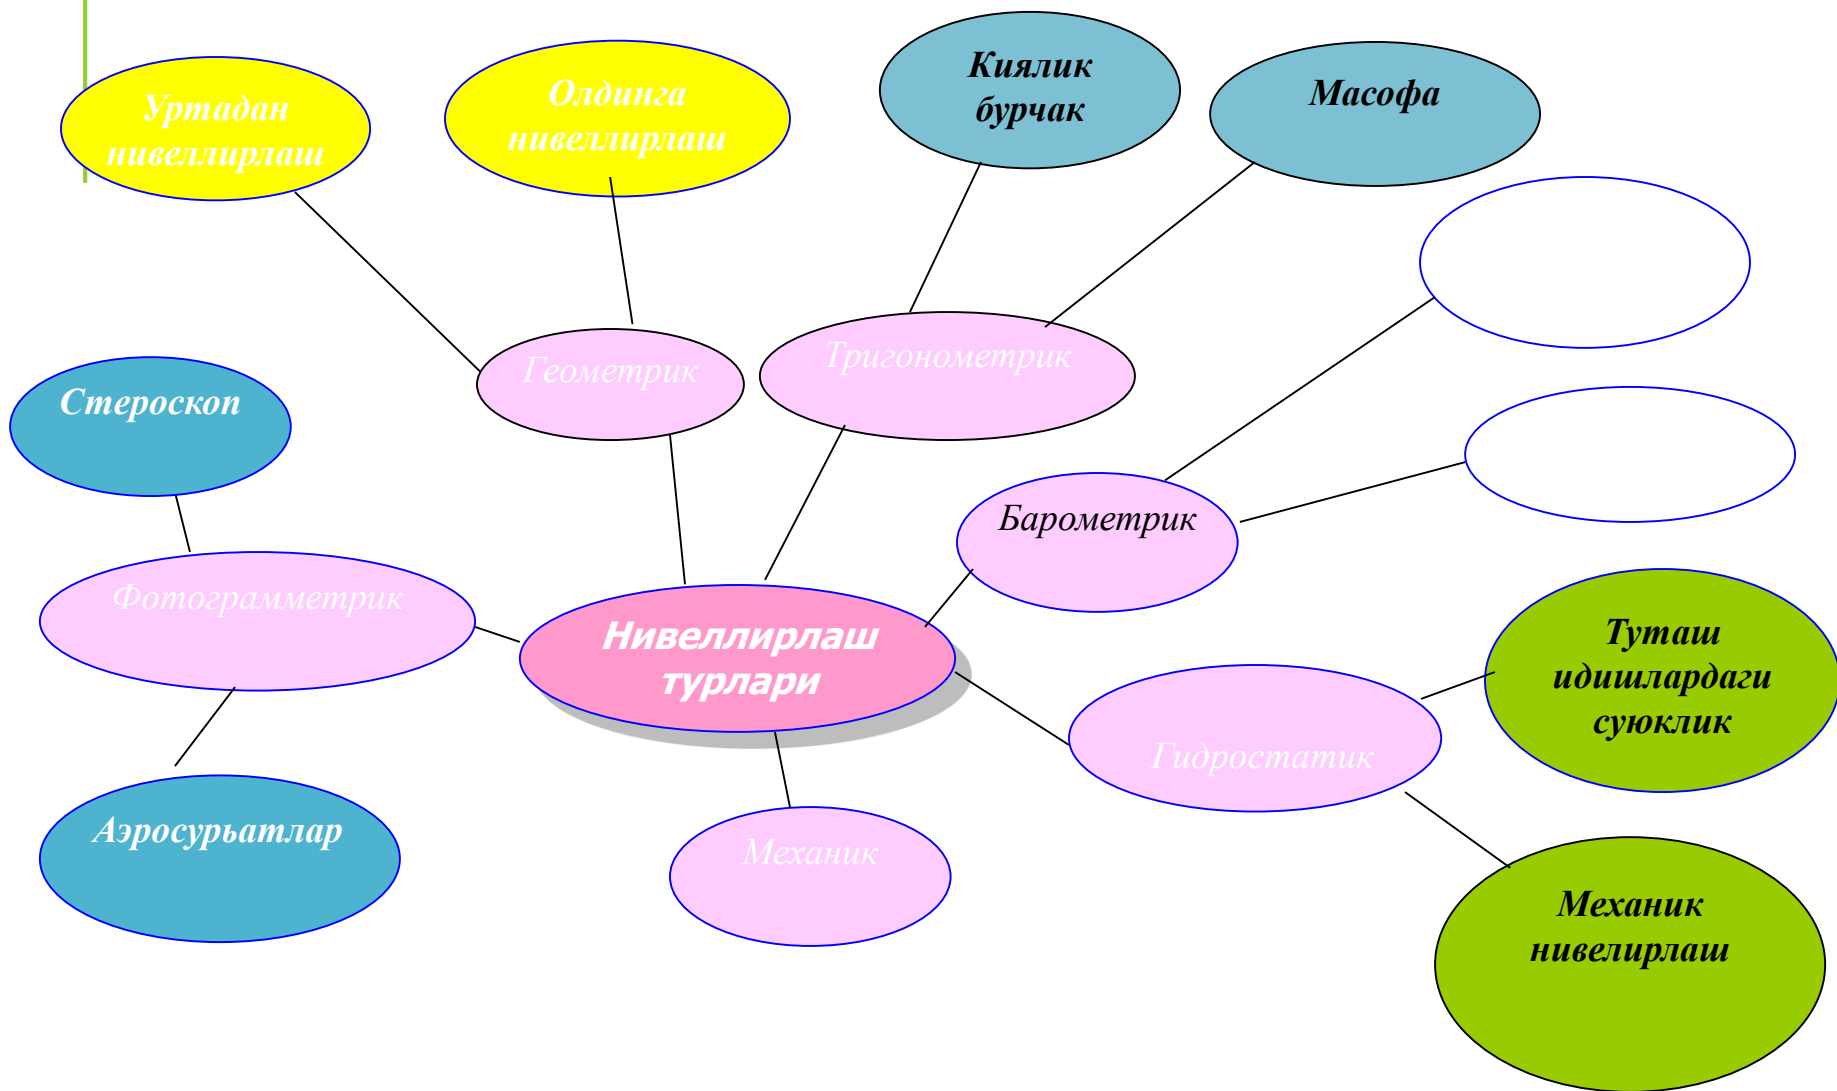 Уртадан
нивеллирлаш
Олдинга
нивеллирлаш
Киялик
бурчак
Масофа
Геометрик
Тригонометрик
Стероскоп
Барометрик
Фотограмметрик
Нивеллирлаш
турлари
Туташ
идишлардаги
суюклик
Гидростатик
Аэросурьатлар
Механик
Механик
нивелирлаш